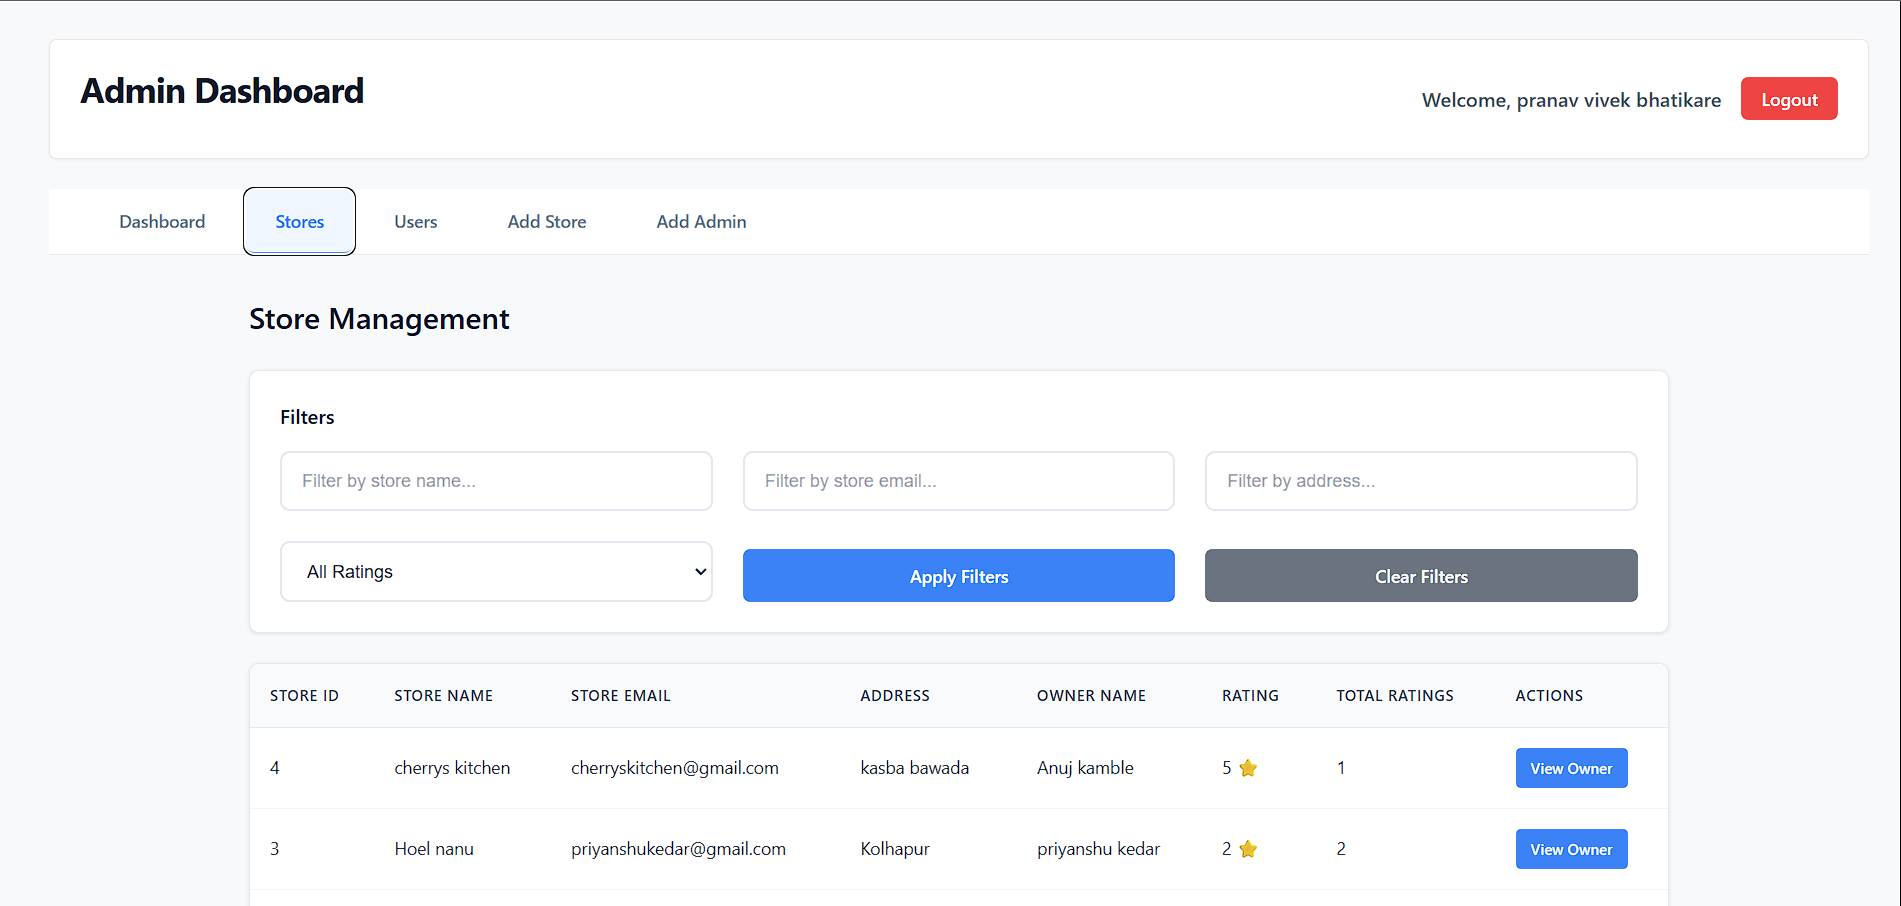 Admin Dashboard
Welcome, pranav vivek bhatikare Logout
Dashboard Stores Users Add Store Add Admin
Store Management
Filters
Filter by store name... Filter by store email... Filter by address...
All Ratings Apply Filters Clear Filters
STORE ID STORE NAME STORE EMAIL ADDRESS OWNER NAME RATING TOTAL RATINGS ACTIONS
4 cherrys kitchen cherryskitchen@gmail.com kasba bawada Anuj kamble 5 ⭐ 1 View Owner
3 Hoel nanu priyanshukedar@gmail.com Kolhapur priyanshu kedar 2 ⭐ 2 View Owner